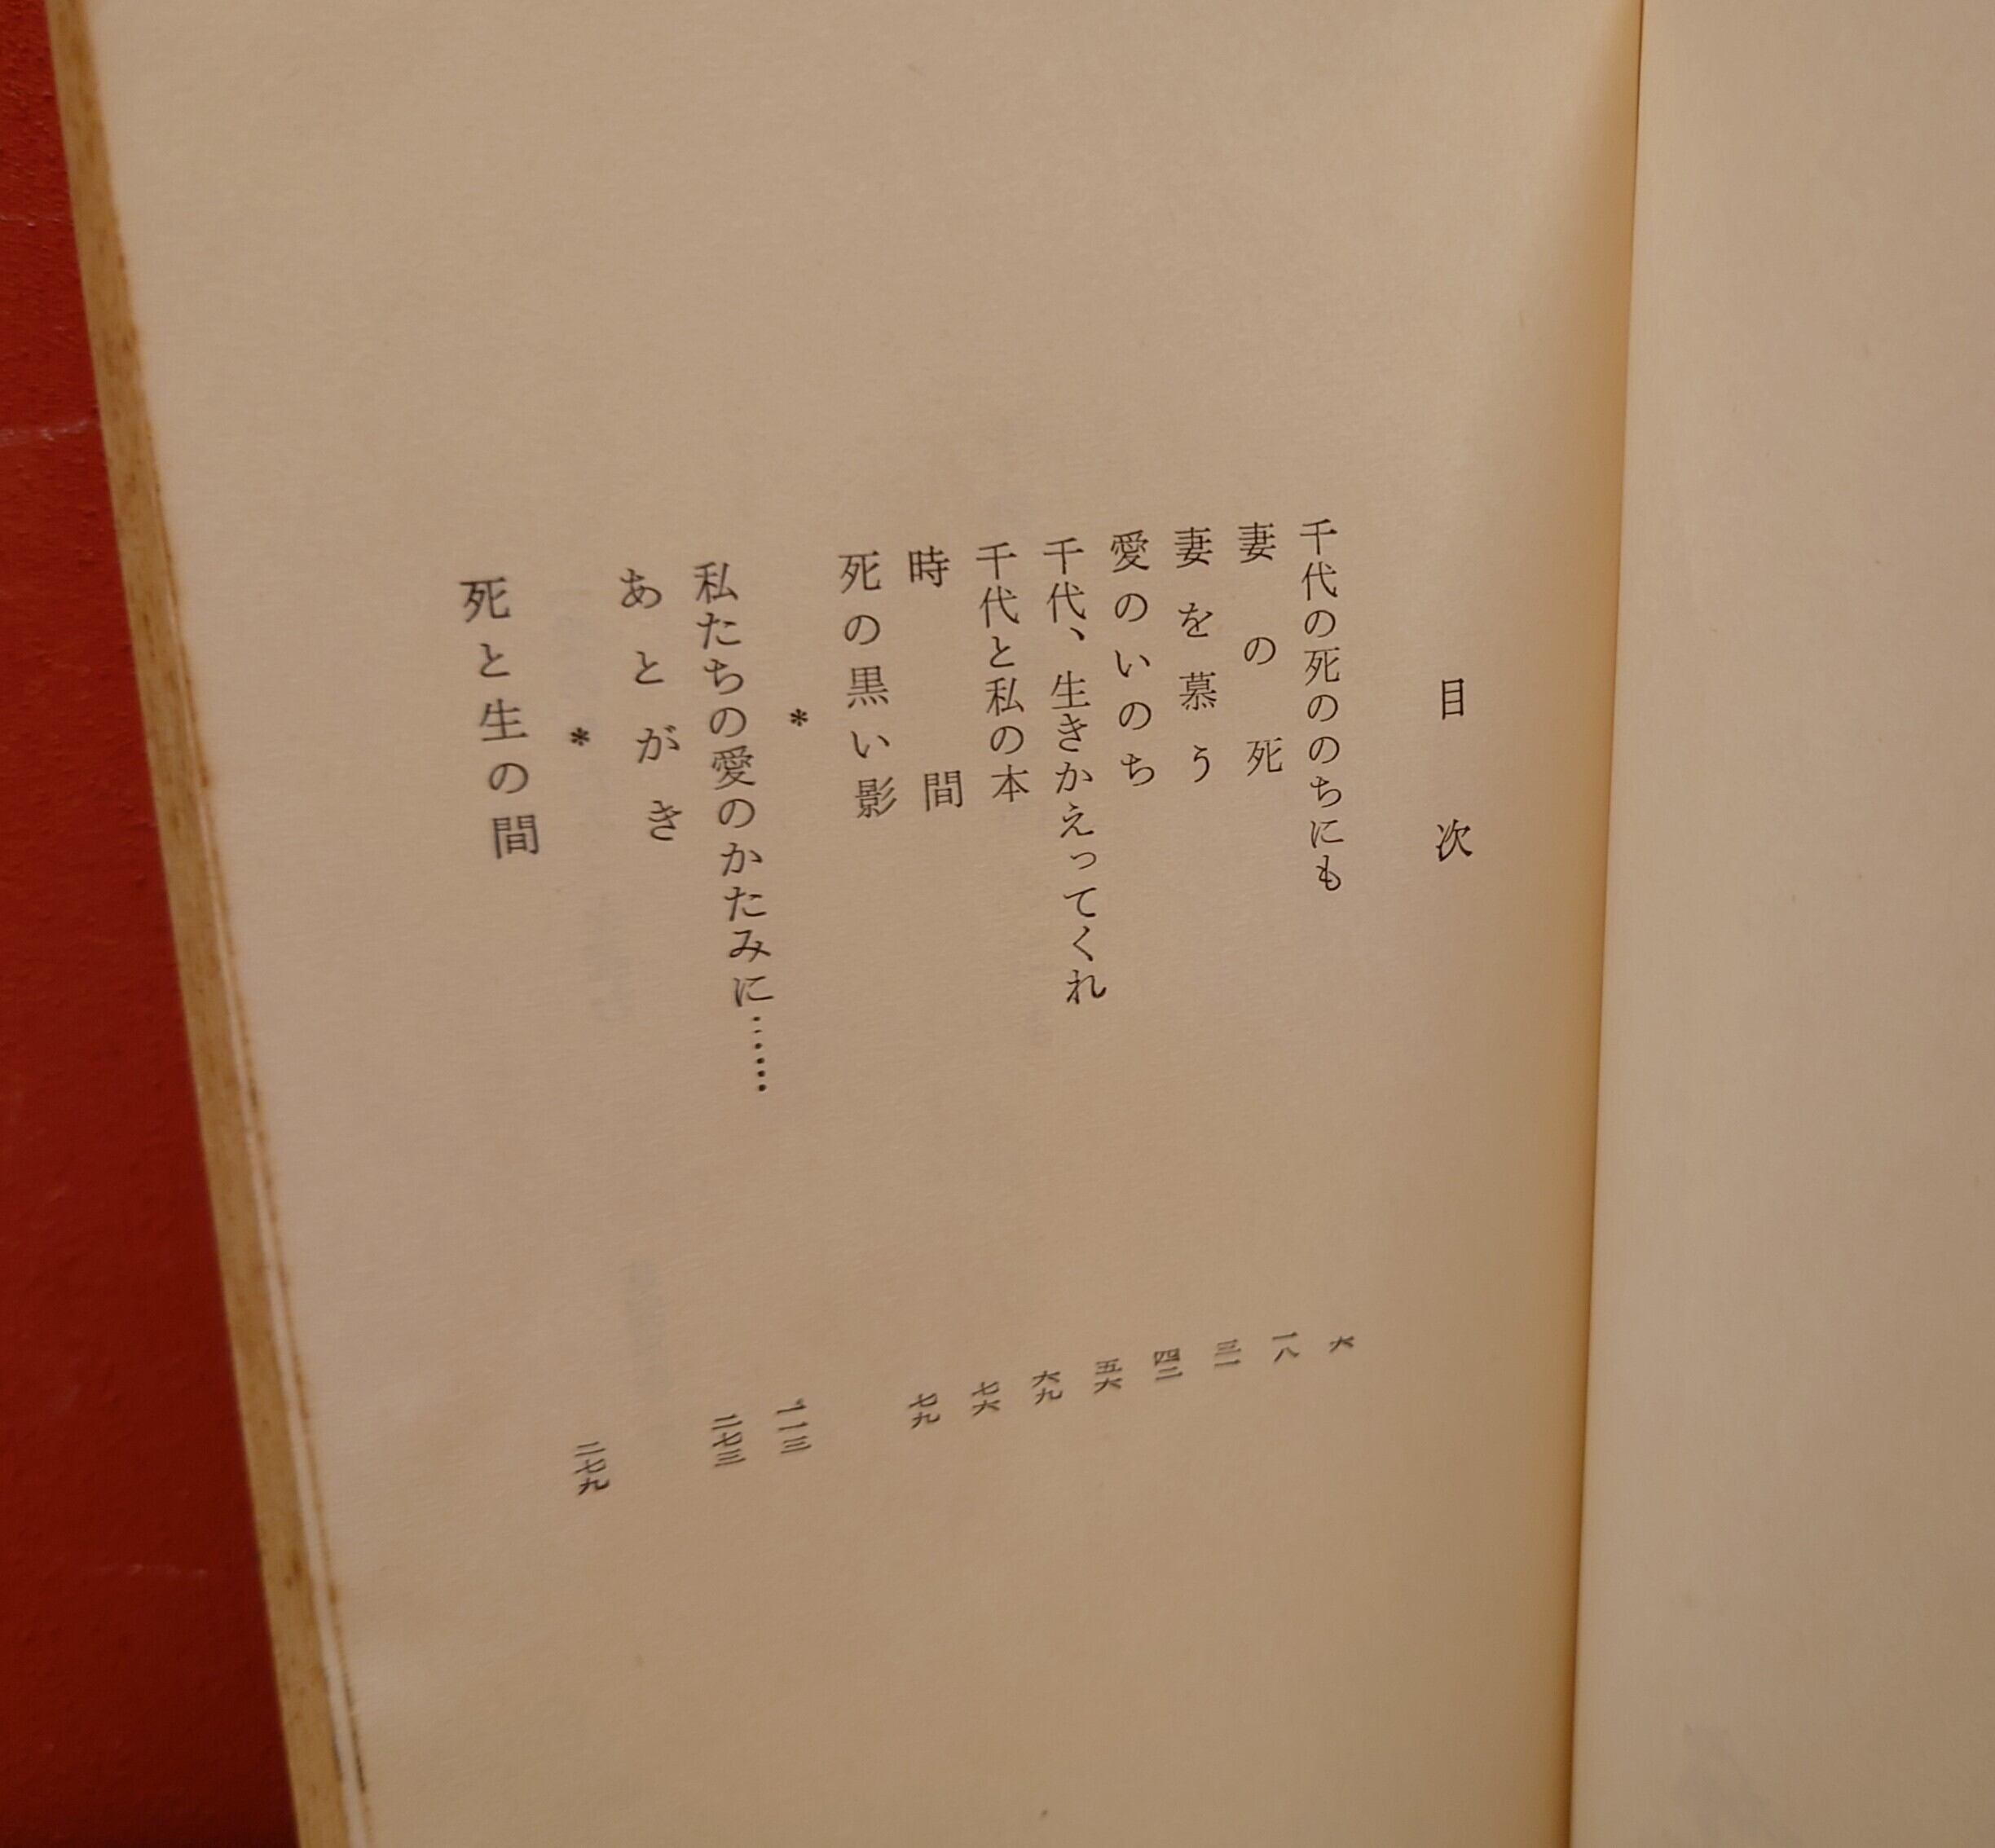 目次
千代の死ののちにも 六
妻の死 一八
妻を慕う 三一
愛のいのち 四二
千代、生きかえってくれ 五六
千代と私の本 六九
時間 七六
死の黒い影 七九
*
私たちの愛のかたみに…… 一一三
あとがき 二七三
*
死と生の間 二七九